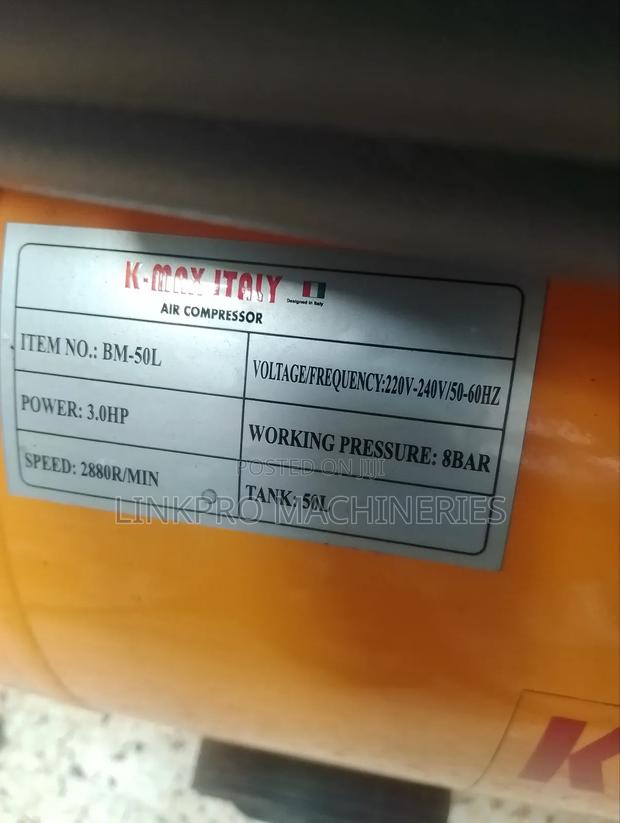 K-MAX ITALY
Designed in Italy
AIR COMPRESSOR
ITEM NO.: BM-50L
VOLTAGE/FREQUENCY:220V-240V/50-60HZ
POWER: 3.0HP
WORKING PRESSURE: 8BAR
SPEED: 2880R/MIN
TANK: 50L
POSTED ON JIJI
LINKPRO MACHINERIES
K